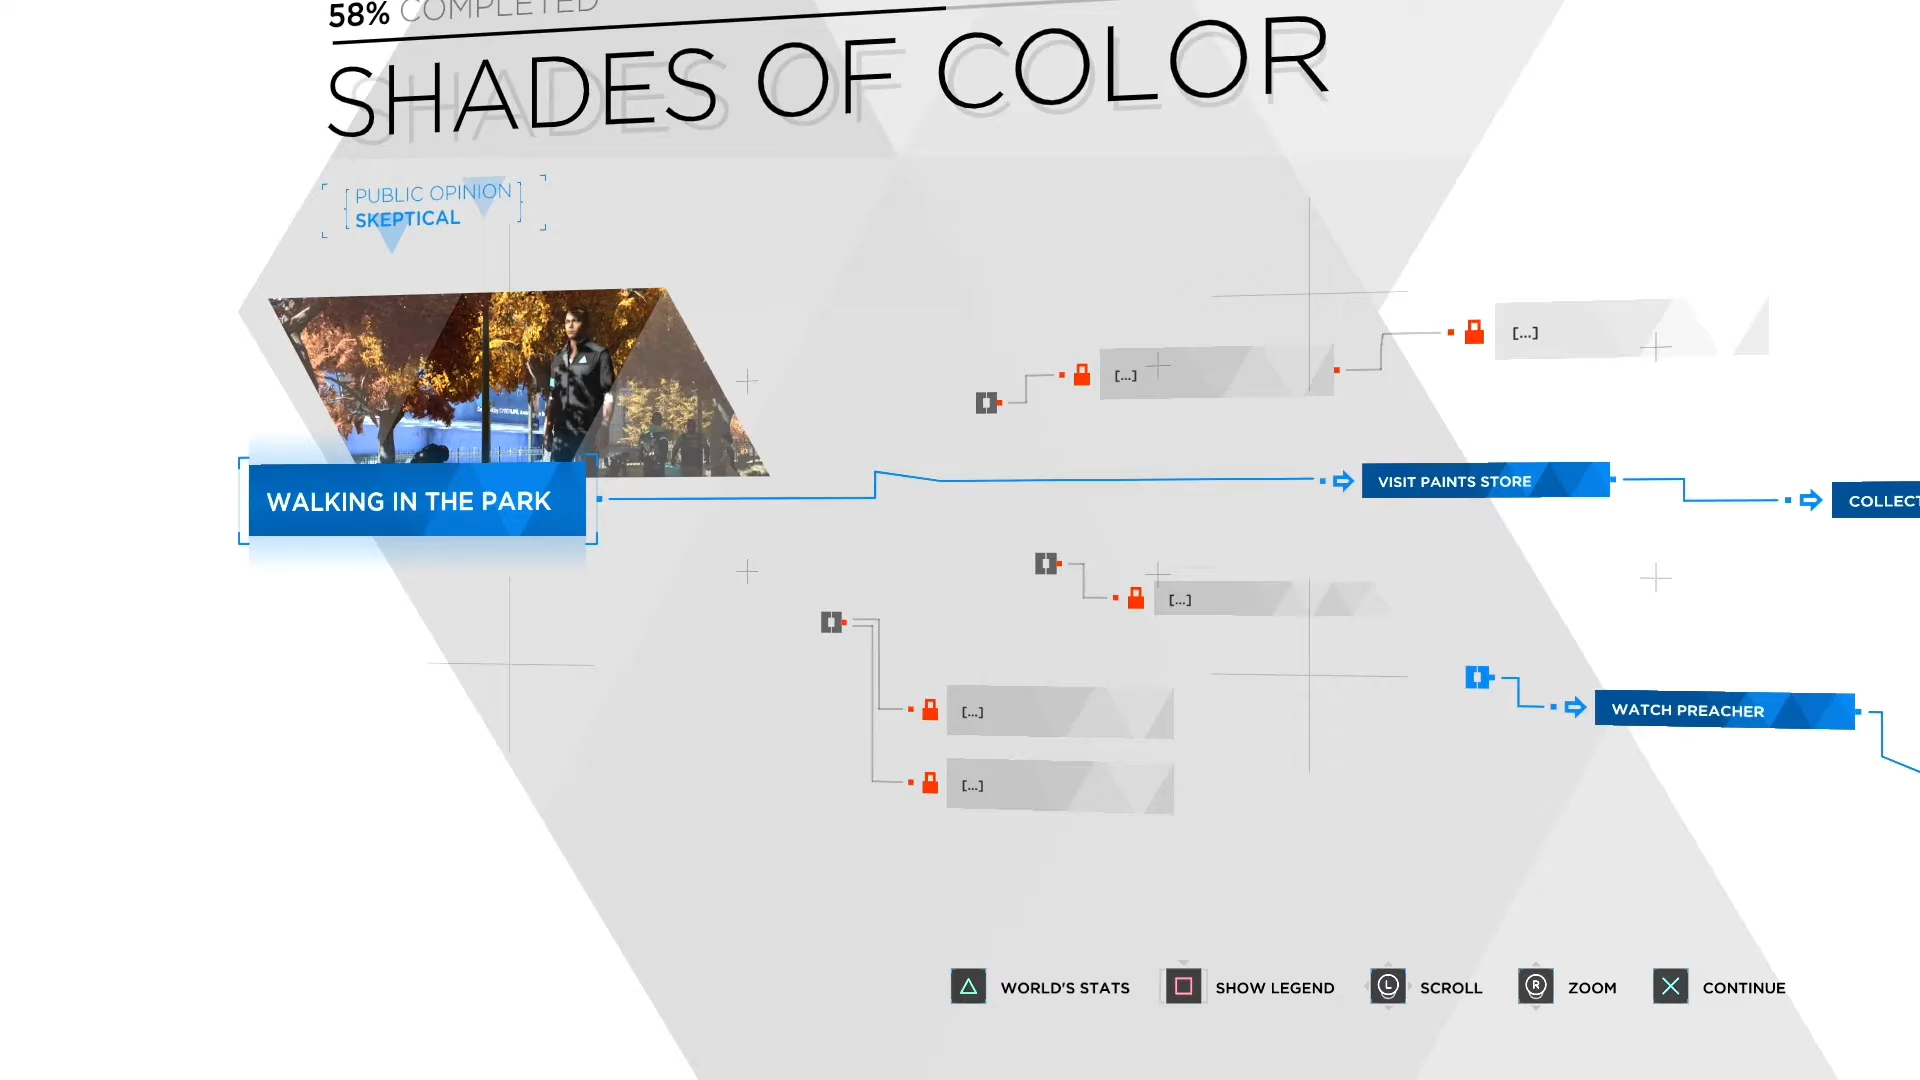 58% COMPLETED
SHADES OF COLOR
PUBLIC OPINION
SKEPTICAL
[...]
[...]
WALKING IN THE PARK
VISIT PAINTS STORE
COLLECT
[...]
WATCH PREACHER
[...]
[...]
WORLD'S STATS
SHOW LEGEND
L SCROLL
R ZOOM
CONTINUE